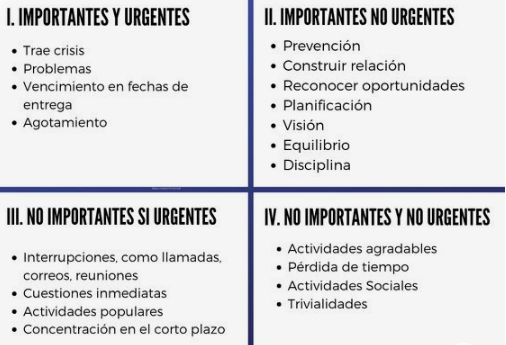 I. IMPORTANTES Y URGENTES
• Trae crisis
• Problemas
• Vencimiento en fechas de
entrega
• Agotamiento
II. IMPORTANTES NO URGENTES
• Prevención
• Construir relación
• Reconocer oportunidades
• Planificación
• Visión
• Equilibrio
• Disciplina
III. NO IMPORTANTES SI URGENTES
• Interrupciones, como llamadas,
correos, reuniones
• Cuestiones inmediatas
• Actividades populares
• Concentración en el corto plazo
IV. NO IMPORTANTES Y NO URGENTES
• Actividades agradables
• Pérdida de tiempo
• Actividades Sociales
• Trivialidades